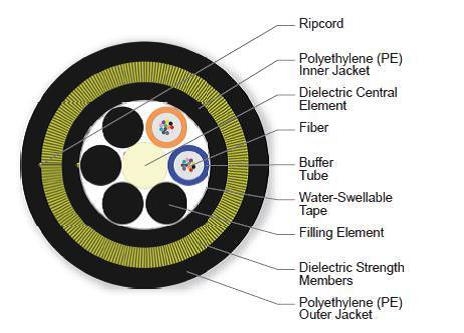 Ripcord
Polyethylene (PE)
Inner Jacket
Dielectric Central
Element
Fiber
Buffer
Tube
Water-Swellable
Tape
Filling Element
Dielectric Strength
Members
Polyethylene (PE)
Outer Jacket